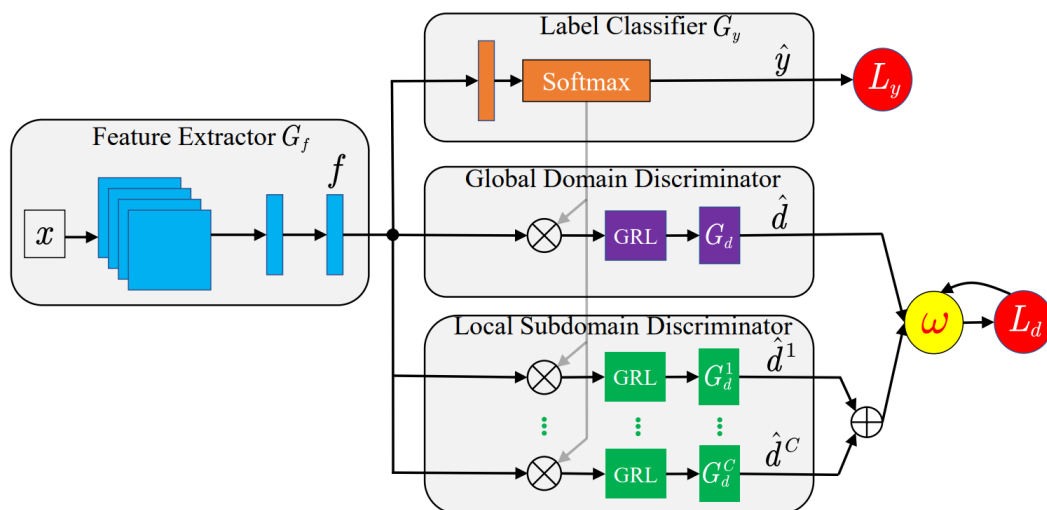 Label Classifier G_y
Softmax
ŷ
L_y
Feature Extractor G_f
x
f
Global Domain Discriminator
GRL
G_d
d̂
ω
L_d
Local Subdomain Discriminator
GRL
G_d^1
d̂^1
GRL
G_d^C
d̂^C